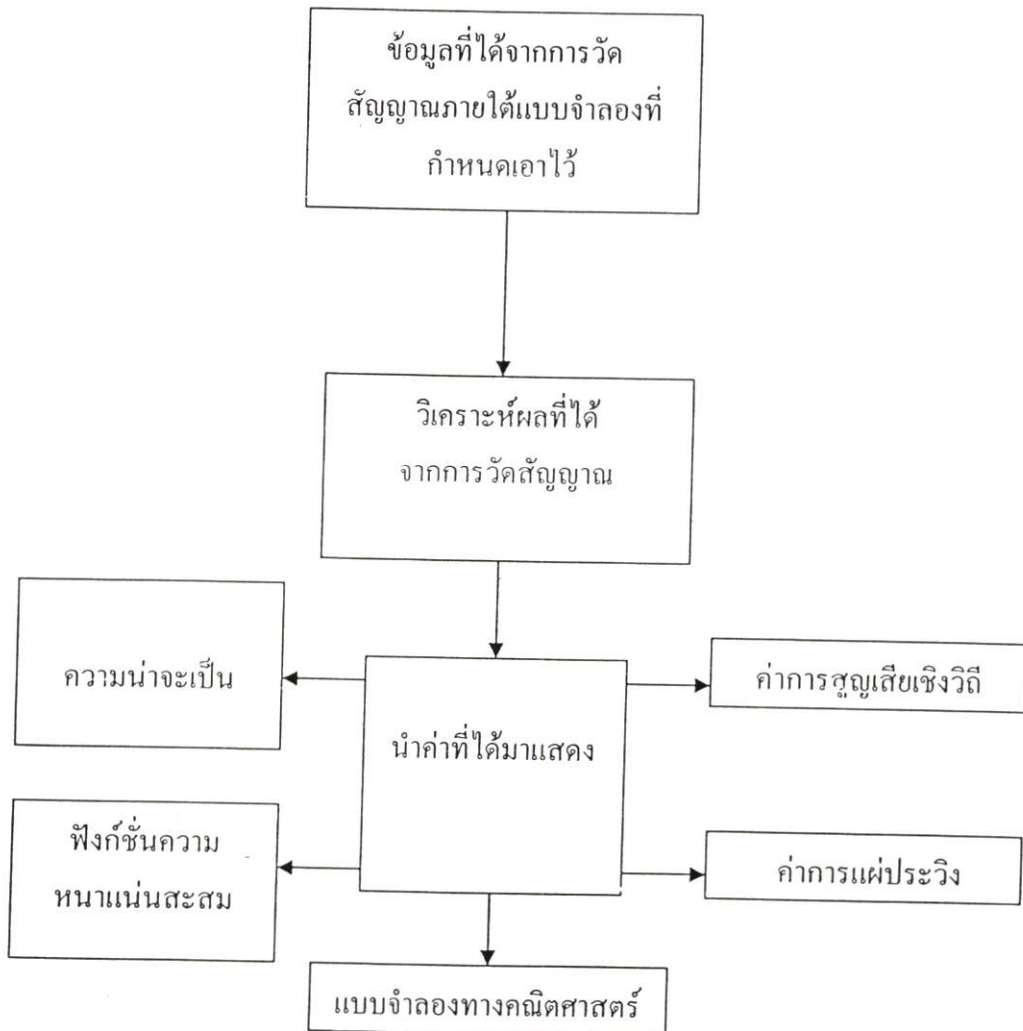 ข้อมูลที่ได้จากการวัด
สัญญาณภายใต้แบบจำลองที่
กำหนดเอาไว้
วิเคราะห์ผลที่ได้
จากการวัดสัญญาณ
ความน่าจะเป็น
ค่าการสูญเสียเชิงวิถี
นำค่าที่ได้มาแสดง
ฟังก์ชั่นความ
หนาแน่นสะสม
ค่าการแผ่ประวิง
แบบจำลองทางคณิตศาสตร์